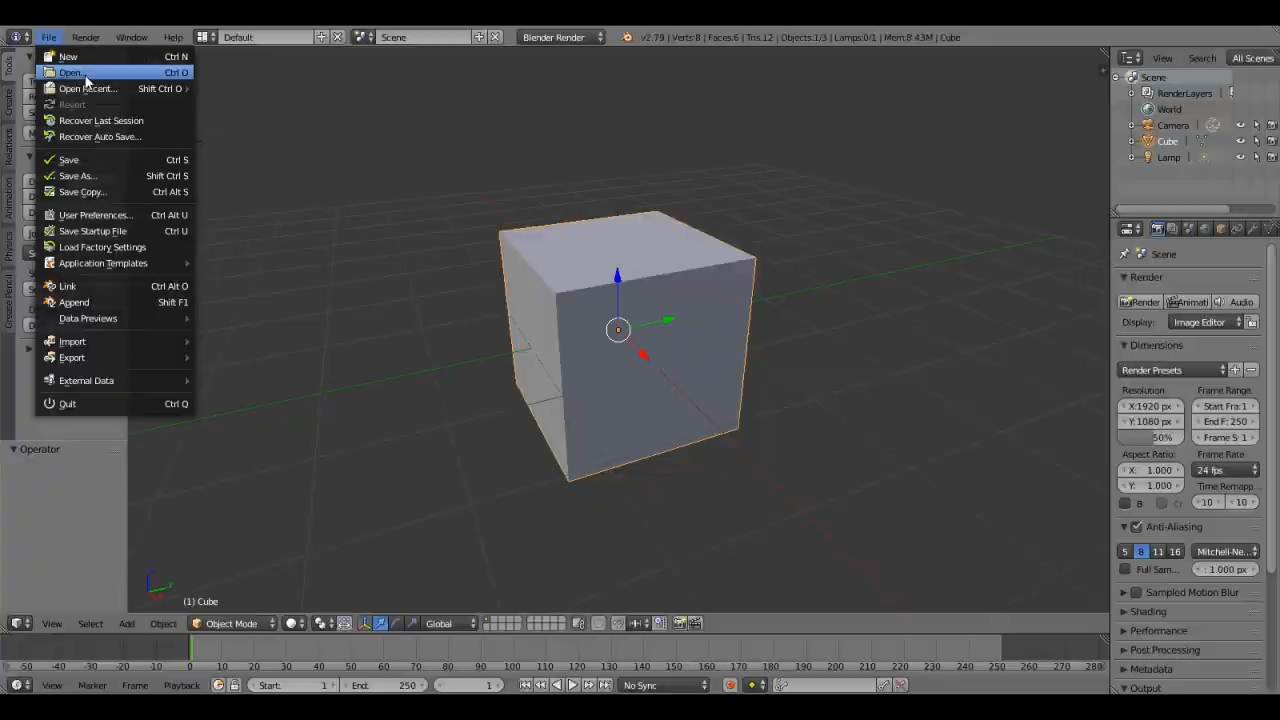 File Render Window Help Default Scene Blender Render v2.79 | Verts:8 | Faces:6 | Tris:12 | Objects:1/3 | Lamps:0/1 | Mem:8.43M | Cube
New Ctrl N
Open... Ctrl O
Open Recent... Shift Ctrl O
Revert
Recover Last Session
Recover Auto Save...
Save Ctrl S
Save As... Shift Ctrl S
Save Copy... Ctrl Alt S
User Preferences... Ctrl Alt U
Save Startup File Ctrl U
Load Factory Settings
Application Templates
Link Ctrl Alt O
Append Shift F1
Data Previews
Import
Export
External Data
Quit Ctrl Q
Tools
Create
Relations
Animation
Physics
Grease Pencil
Operator
(1) Cube
View Select Add Object Object Mode Global
-50 -40 -30 -20 -10 0 10 20 30 40 50 60 70 80 90 100 110 120 130 140 150 160 170 180 190 200 210 220 230 240 250 260 270 280
View Marker Frame Playback Start: 1 End: 250 1 No Sync
View Search All Scenes
Scene
RenderLayers
World
Camera
Cube
Lamp
Scene
Render
Render Animati Audio
Display: Image Editor
Dimensions
Render Presets
Resolution: Frame Range:
X:1920 px Start Fra:1
Y:1080 px End F: 250
50% Frame S: 1
Aspect Ratio: Frame Rate:
X: 1.000 24 fps
Y: 1.000 Time Remapp...
B Cr 10 10
Anti-Aliasing
5 8 11 16 Mitchell-Ne...
Full Sam... : 1.000 px
Sampled Motion Blur
Shading
Performance
Post Processing
Metadata
Output